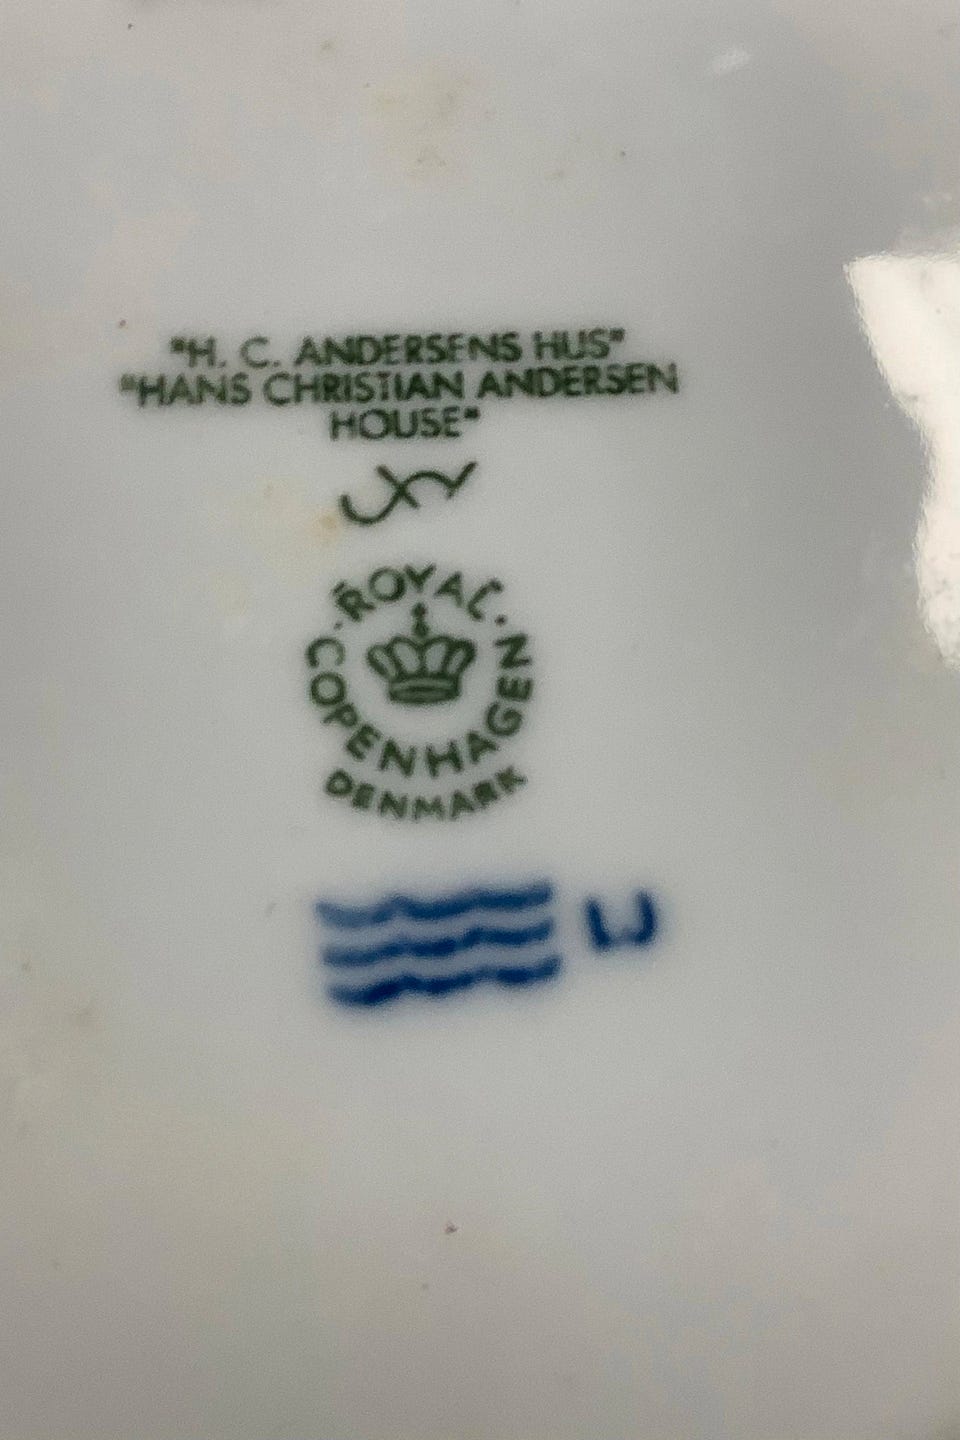 "H. C. ANDERSENS HUS"
"HANS CHRISTIAN ANDERSEN
HOUSE"
ROYAL
COPENHAGEN
DENMARK